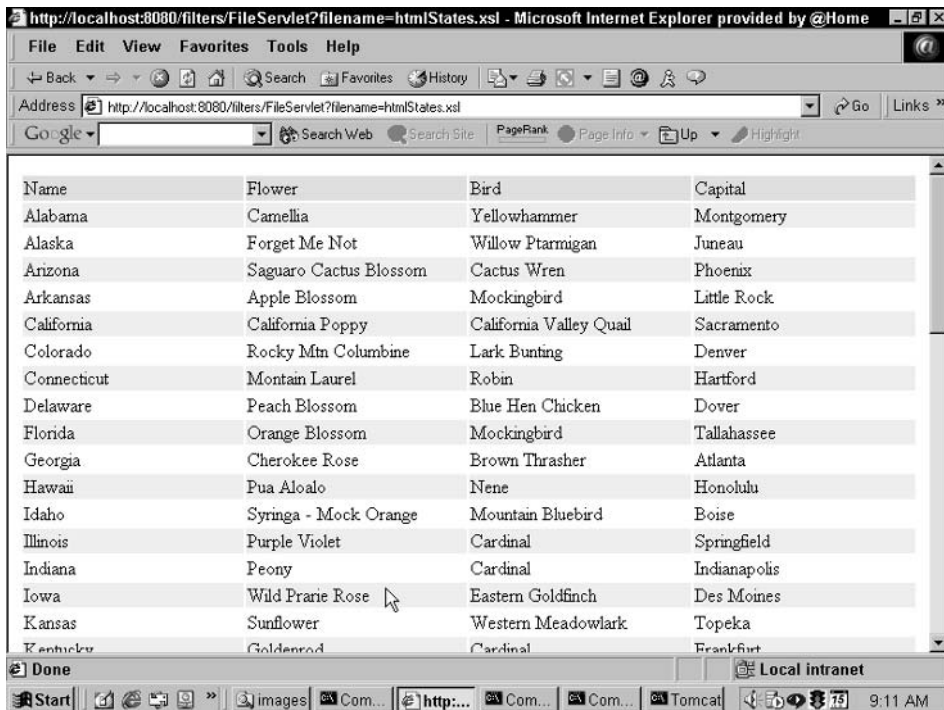 http://localhost:8080/filters/FileServlet?filename=htmlStates.xsl - Microsoft Internet Explorer provided by @Home
File Edit View Favorites Tools Help
Back Search Favorites History
Address http://localhost:8080/filters/FileServlet?filename=htmlStates.xsl Go Links »
Google Search Web Search Site PageRank Page Info Up Highlight
Name Flower Bird Capital
Alabama Camellia Yellowhammer Montgomery
Alaska Forget Me Not Willow Ptarmigan Juneau
Arizona Saguaro Cactus Blossom Cactus Wren Phoenix
Arkansas Apple Blossom Mockingbird Little Rock
California California Poppy California Valley Quail Sacramento
Colorado Rocky Mtn Columbine Lark Bunting Denver
Connecticut Montain Laurel Robin Hartford
Delaware Peach Blossom Blue Hen Chicken Dover
Florida Orange Blossom Mockingbird Tallahassee
Georgia Cherokee Rose Brown Thrasher Atlanta
Hawaii Pua Aloalo Nene Honolulu
Idaho Syringa - Mock Orange Mountain Bluebird Boise
Illinois Purple Violet Cardinal Springfield
Indiana Peony Cardinal Indianapolis
Iowa Wild Prarie Rose Eastern Goldfinch Des Moines
Kansas Sunflower Western Meadowlark Topeka
Kentucky Goldenrod Cardinal Frankfurt
Done Local intranet
Start » images Com... http:... Com... Com... Tomcat 75 9:11 AM